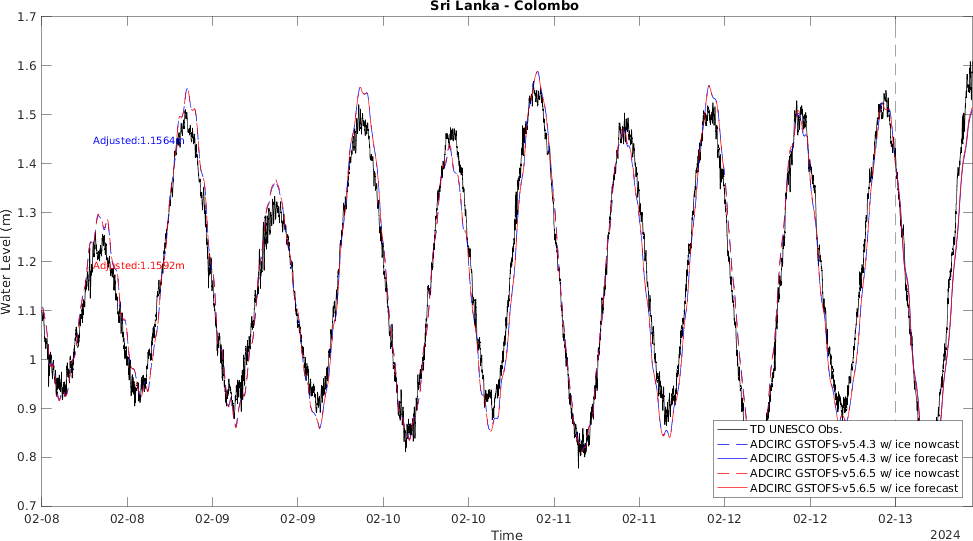 Sri Lanka - Colombo
1.7
1.6
1.5
1.4
1.3
1.2
1.1
1
0.9
0.8
0.7
Water Level (m)
Adjusted:1.1564m
Adjusted:1.1592m
TD UNESCO Obs.
ADCIRC GSTOFS-v5.4.3 w/ ice nowcast
ADCIRC GSTOFS-v5.4.3 w/ ice forecast
ADCIRC GSTOFS-v5.6.5 w/ ice nowcast
ADCIRC GSTOFS-v5.6.5 w/ ice forecast
02-08 02-08 02-09 02-09 02-10 02-10 02-11 02-11 02-12 02-12 02-13
Time
2024